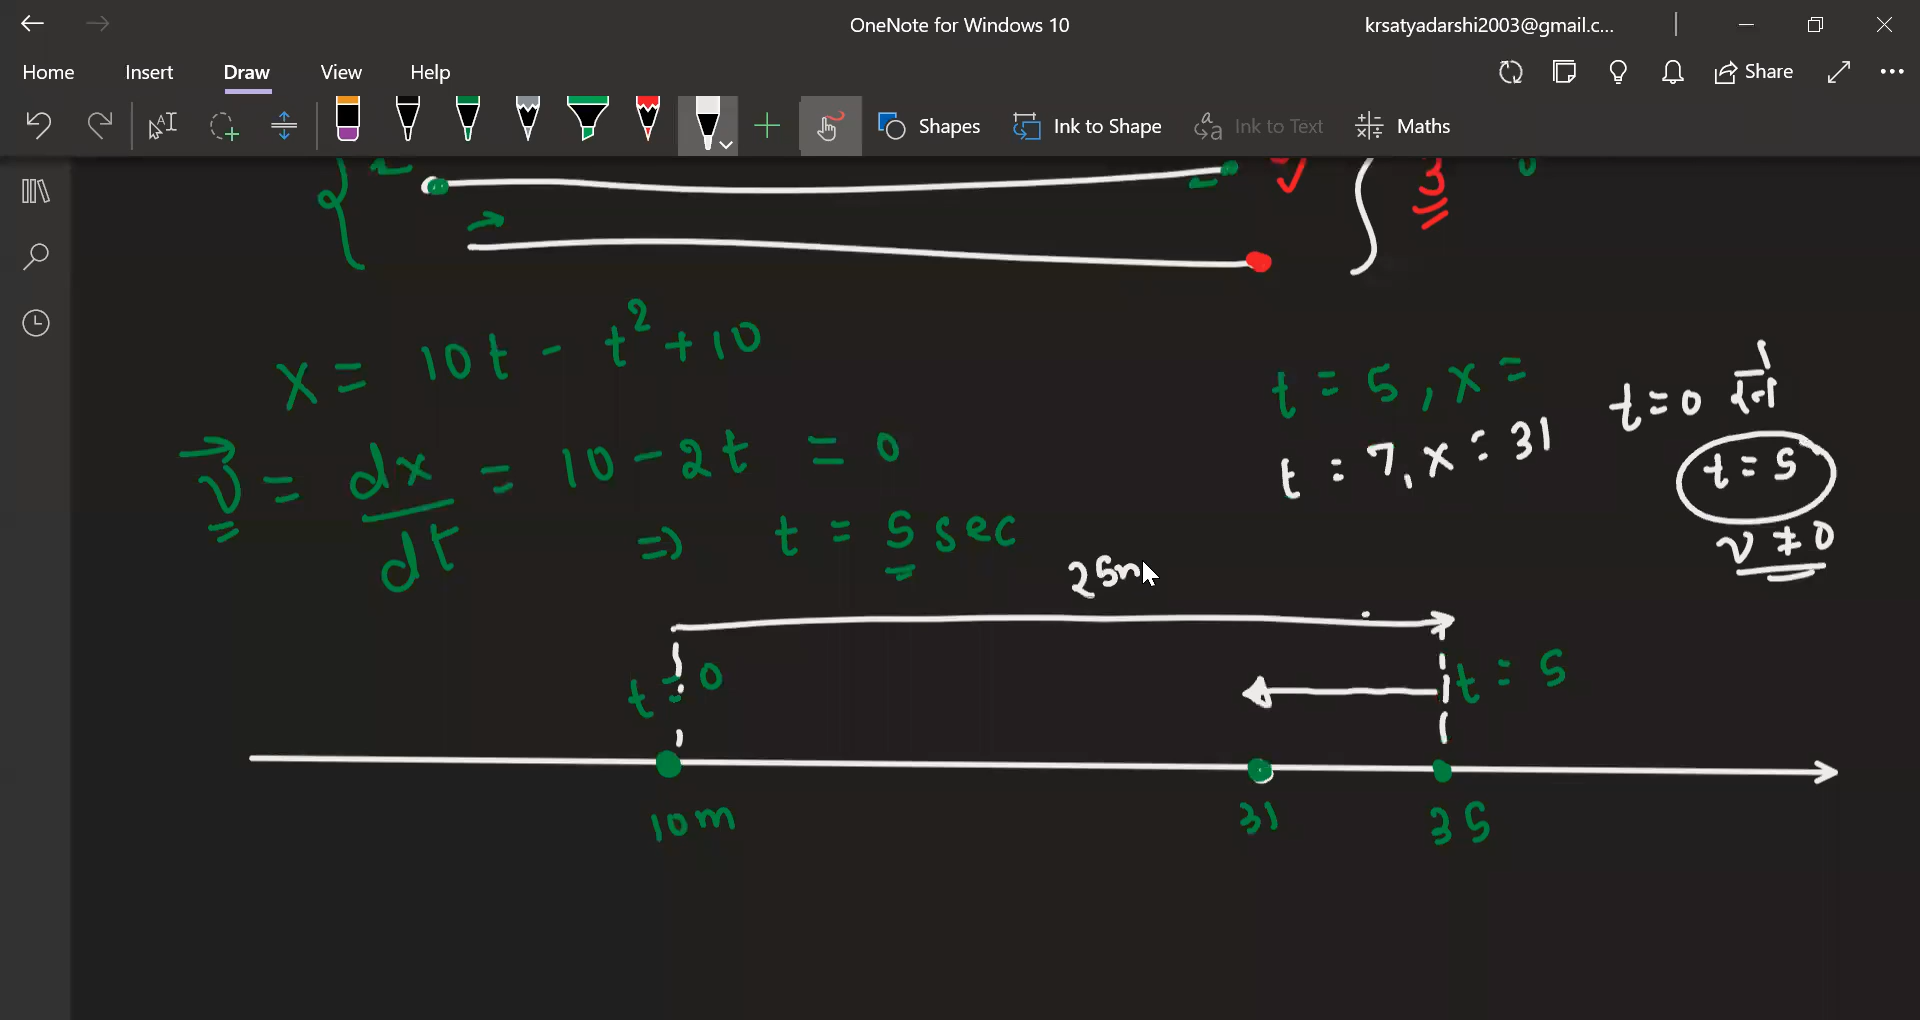 OneNote for Windows 10
krsatyadarshi2003@gmail.c...
Home Insert Draw View Help
Share
Shapes Ink to Shape Ink to Text Maths
3
x = 10t - t² + 10
t = 5, x =
t = 0
v = dx/dt = 10 - 2t = 0
t = 7, x = 31
t = 5
⇒ t = 5 sec
v ≠ 0
25m
t = 0
t = 5
10m
31
35